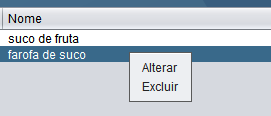 Nome
suco de fruta
farofa de suco
Alterar
Excluir